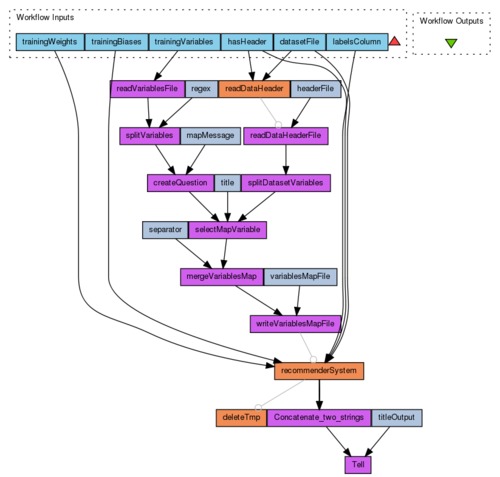 Workflow Inputs
Workflow Outputs
trainingWeights trainingBiases trainingVariables hasHeader datasetFile labelsColumn
readVariablesFile regex readDataHeader headerFile
splitVariables mapMessage readDataHeaderFile
createQuestion title splitDatasetVariables
separator selectMapVariable
mergeVariablesMap variablesMapFile
writeVariablesMapFile
recommenderSystem
deleteTmp Concatenate_two_strings titleOutput
Tell